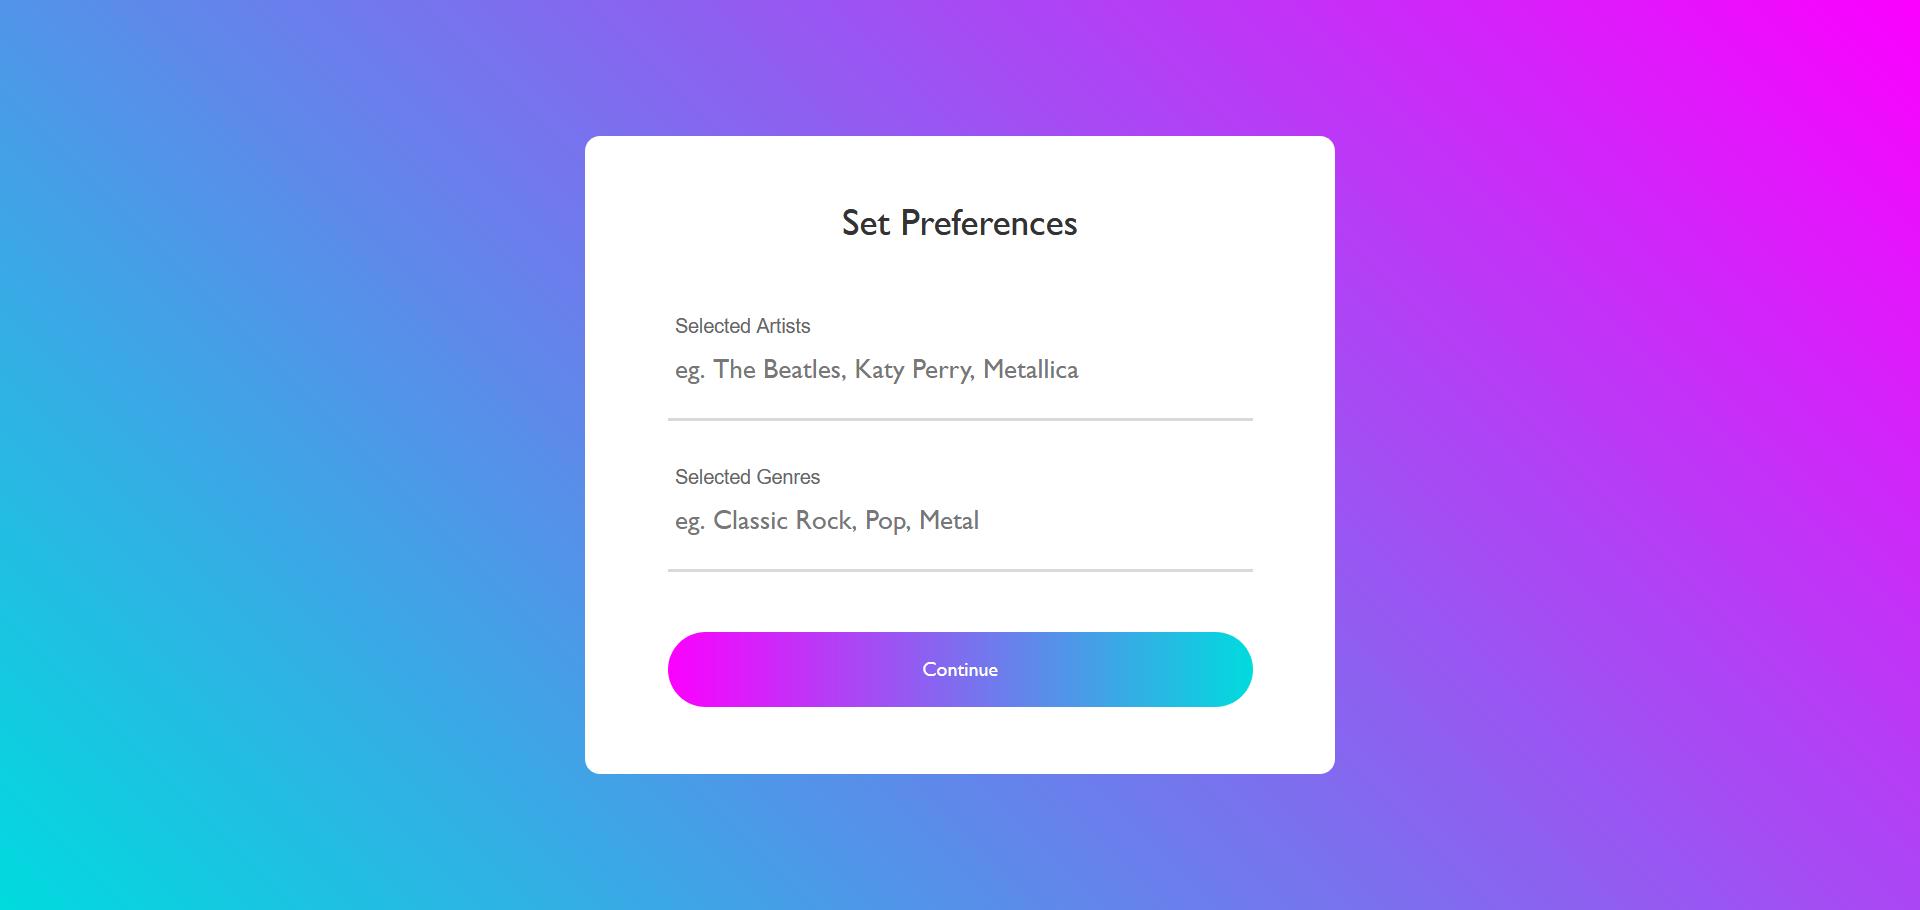 Set Preferences
Selected Artists
eg. The Beatles, Katy Perry, Metallica
Selected Genres
eg. Classic Rock, Pop, Metal
Continue